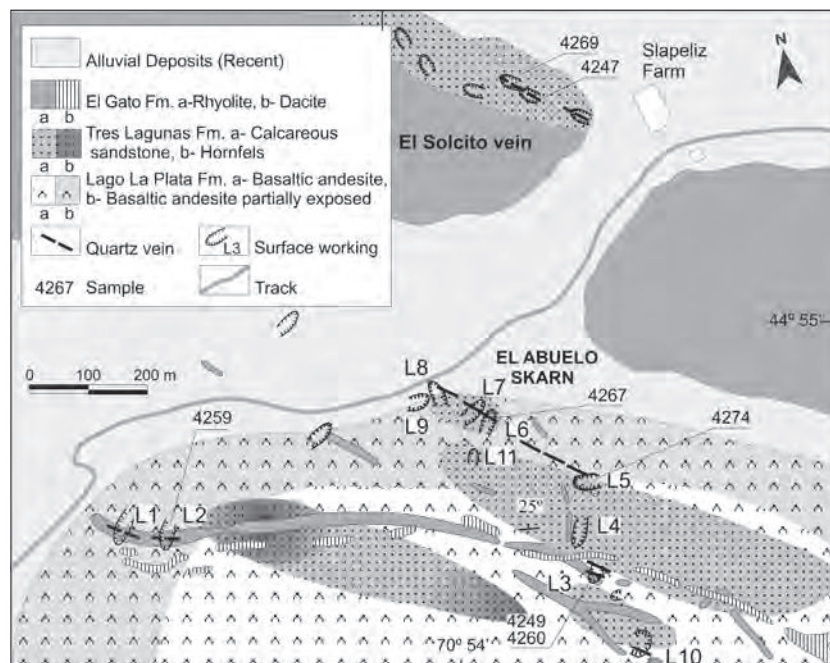 Alluvial Deposits (Recent)
El Gato Fm. a-Rhyolite, b- Dacite
a b
Tres Lagunas Fm. a- Calcareous
sandstone, b- Hornfels
a b
Lago La Plata Fm. a- Basaltic andesite,
b- Basaltic andesite partially exposed
a b
Quartz vein
L3 Surface working
4267 Sample
Track
0 100 200 m
4269
4247
Slapeliz
Farm
N
El Solcito vein
44º 55'
EL ABUELO
SKARN
L8
L7
4267
L9
L6
4274
4259
L11
L5
L1
L2
25º
L4
L3
4249
4260
70º 54'
L10